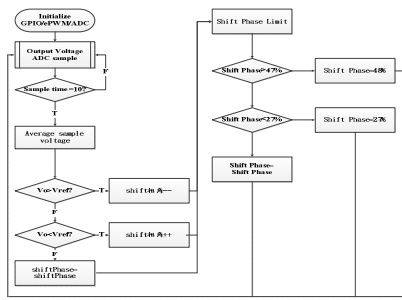 Initialize
GPIO/ePWM/ADC
Output Voltage
ADC sample
F
Sample time=10?
T
Average sample
voltage
Vo>Vref?
T
F
Vo<Vref?
T
F
shiftPhase=
shiftPhase
Shift Phase Limit
Shift Phase>47%
Shift Phase=48%
Shift Phase<27%
Shift Phase=27%
Shift Phase=
Shift Phase